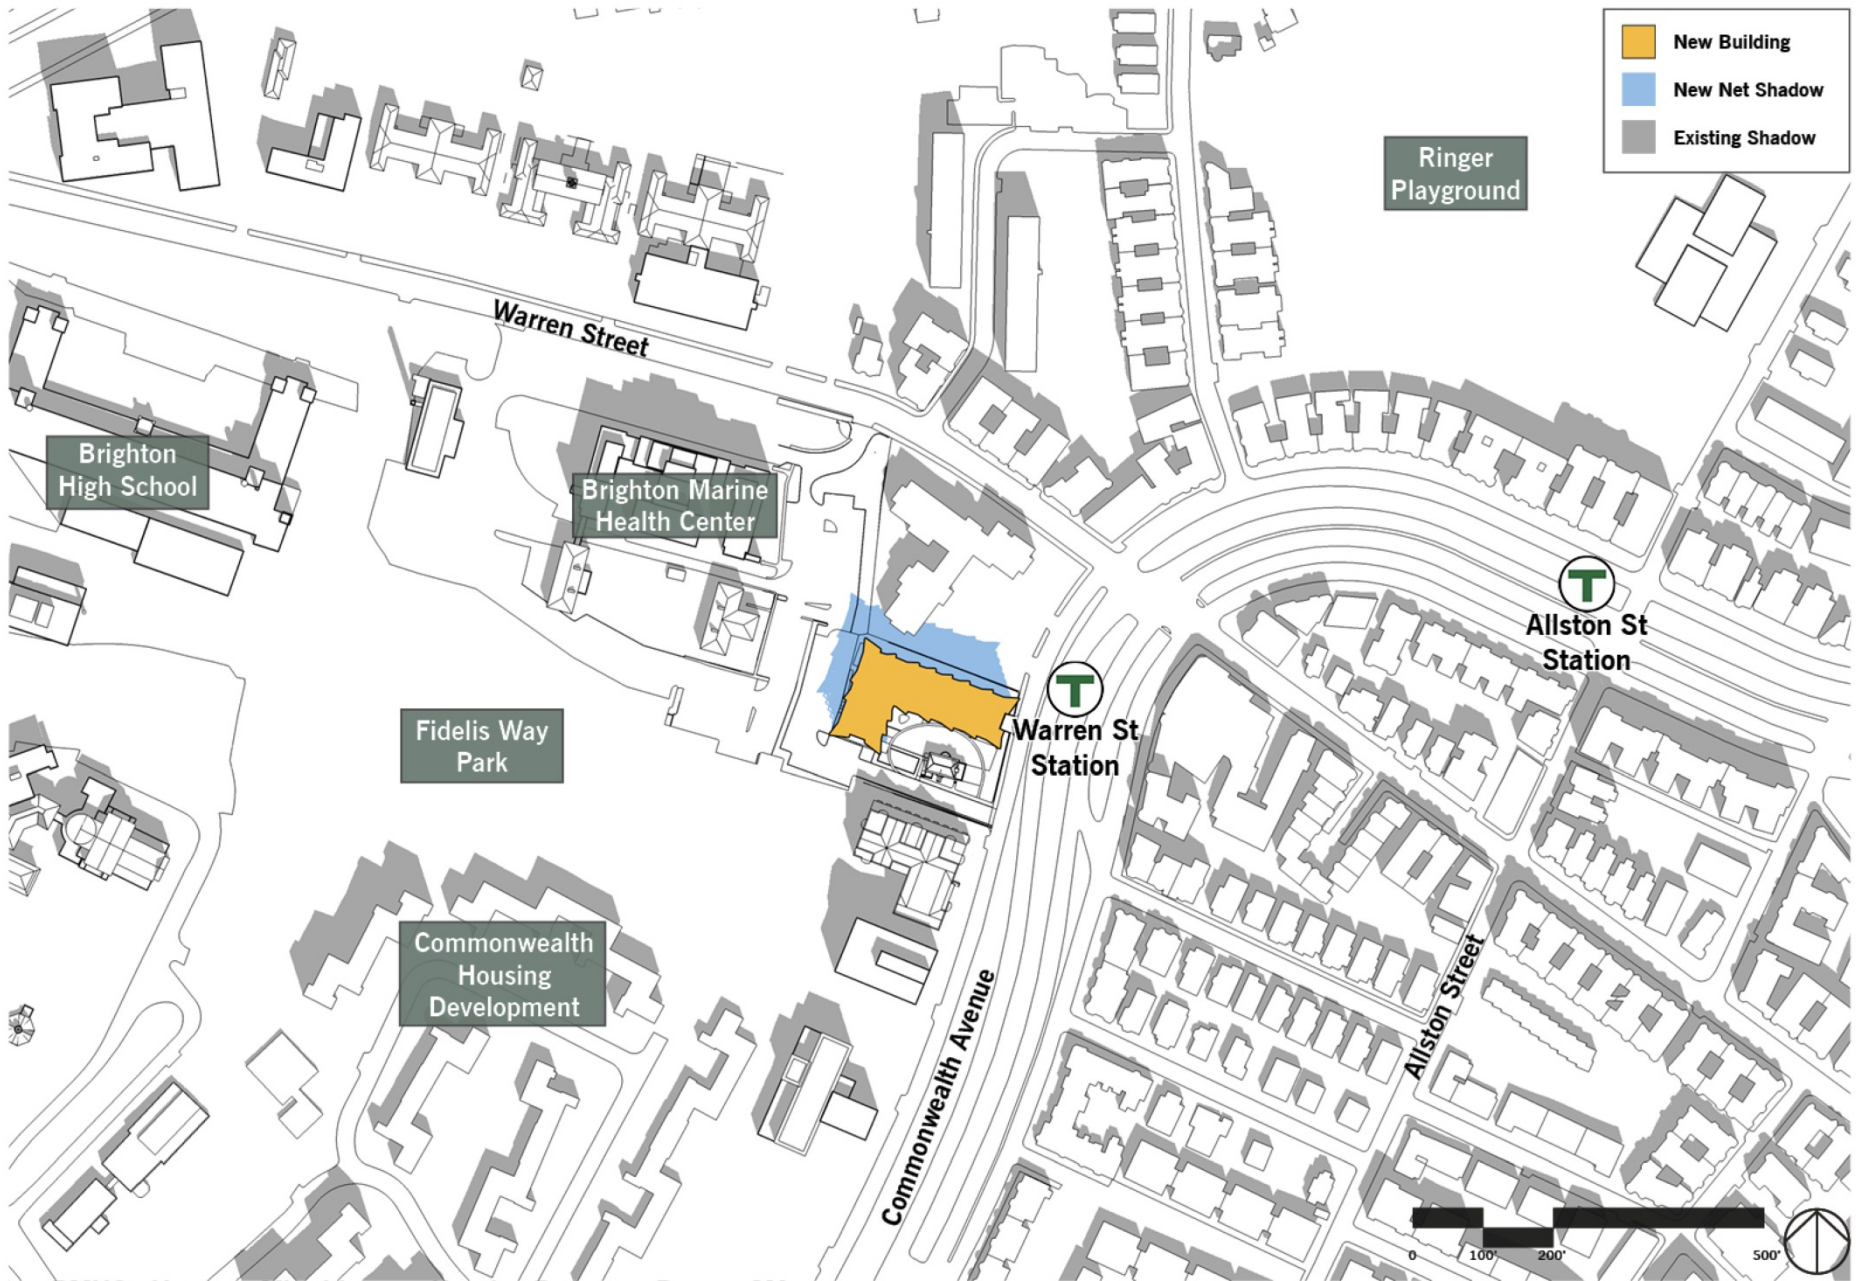 New Building
New Net Shadow
Existing Shadow
Ringer
Playground
Warren Street
Brighton
High School
Brighton Marine
Health Center
T
Allston St
Station
T
Warren St
Station
Fidelis Way
Park
Commonwealth
Housing
Development
Commonwealth Avenue
Allston Street
0
100'
200'
500'